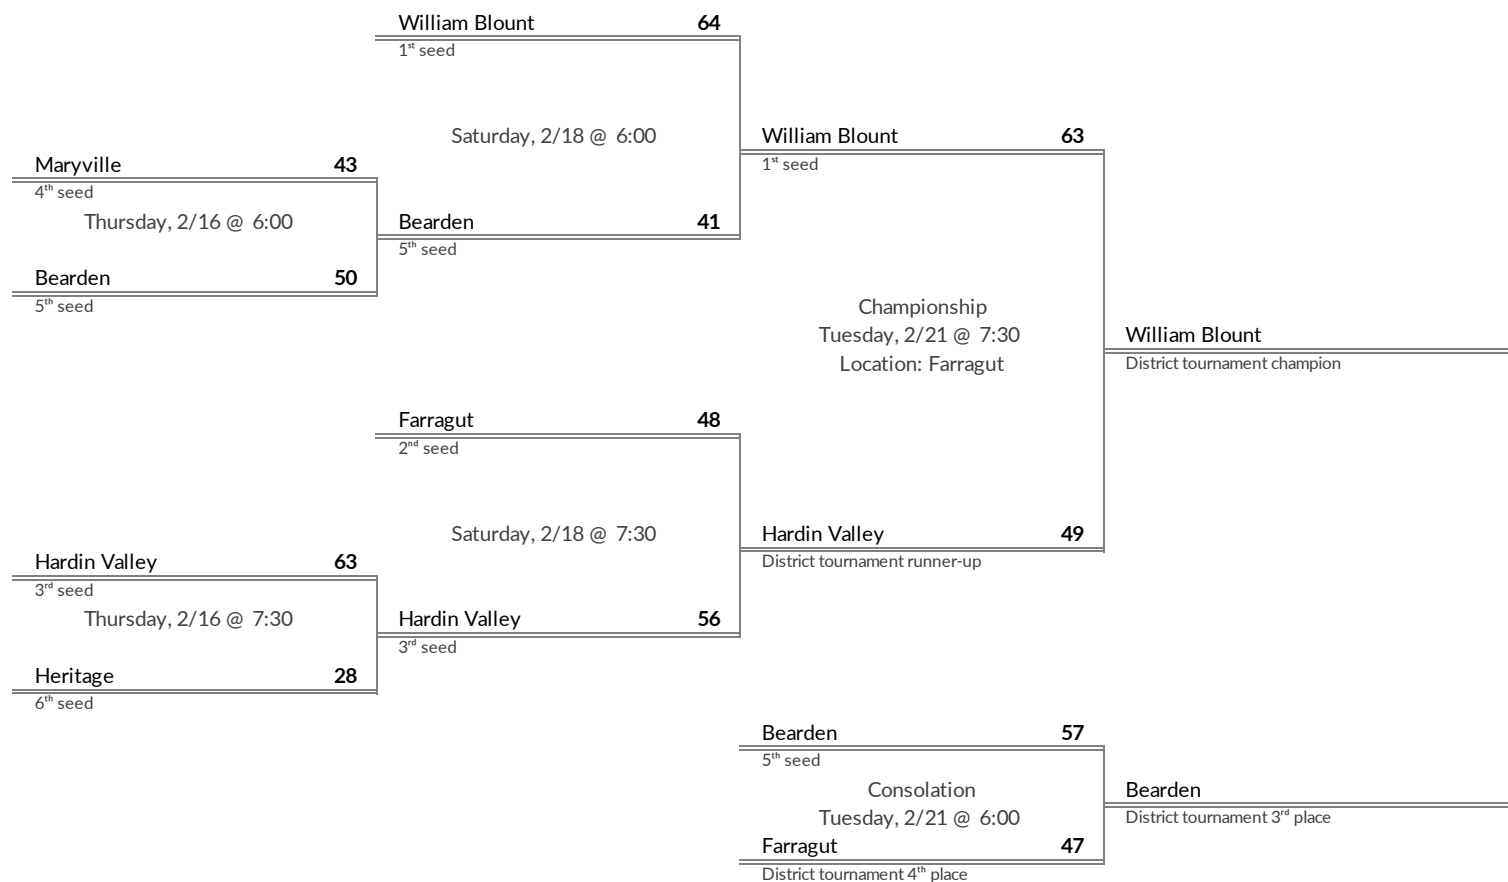 William Blount 64
1st seed
Saturday, 2/18 @ 6:00
William Blount 63
1st seed
Maryville 43
4th seed
Thursday, 2/16 @ 6:00
Bearden 41
5th seed
Bearden 50
5th seed
Championship
Tuesday, 2/21 @ 7:30
Location: Farragut
William Blount
District tournament champion
Farragut 48
2nd seed
Saturday, 2/18 @ 7:30
Hardin Valley 49
District tournament runner-up
Hardin Valley 63
3rd seed
Thursday, 2/16 @ 7:30
Hardin Valley 56
3rd seed
Heritage 28
6th seed
Bearden 57
5th seed
Consolation
Tuesday, 2/21 @ 6:00
Bearden
District tournament 3rd place
Farragut 47
District tournament 4th place